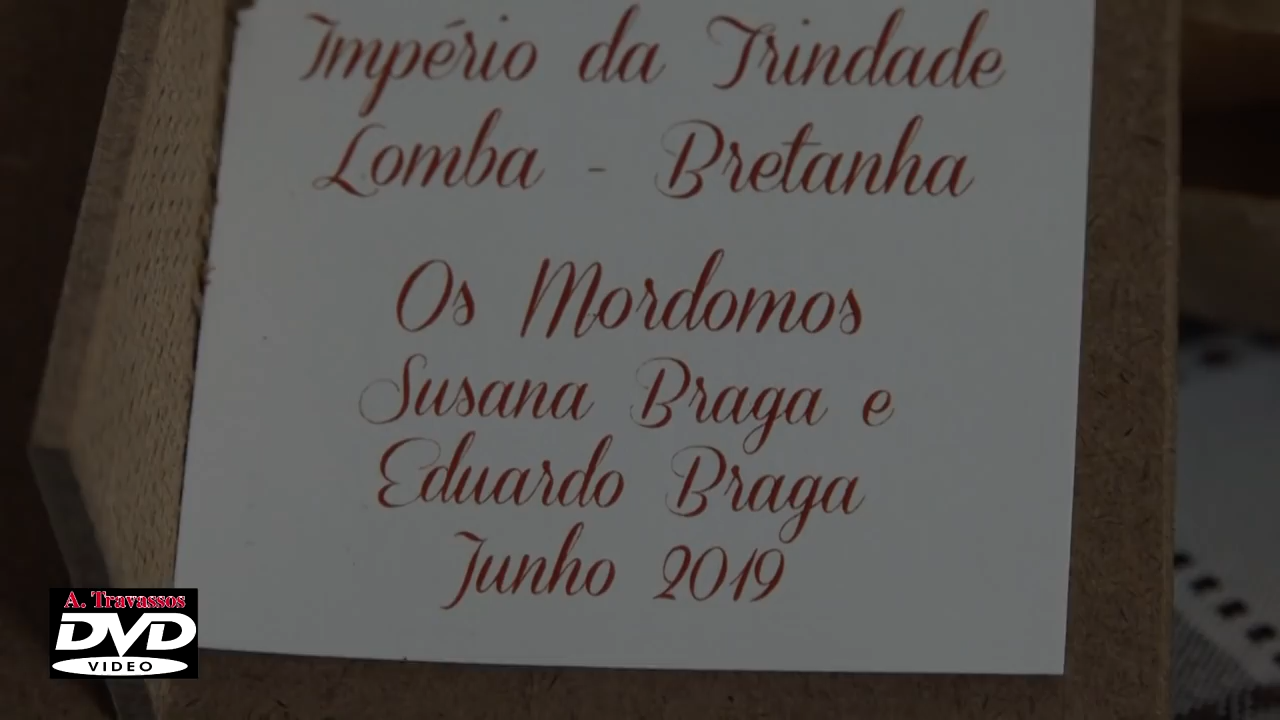 Império da Trindade
Lomba - Bretanha
Os Mordomos
Susana Braga e
Eduardo Braga
Junho 2019
A. Travassos
DVD
VIDEO